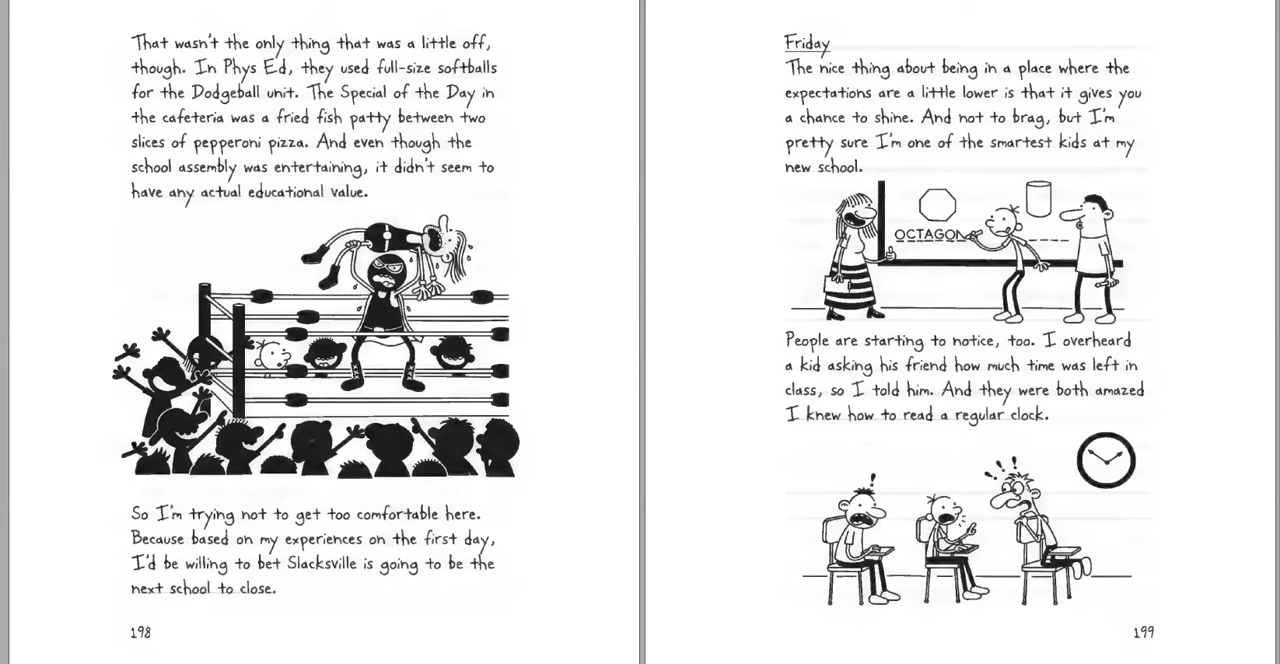 That wasn't the only thing that was a little off,
though. In Phys Ed, they used full-size softballs
for the Dodgeball unit. The Special of the Day in
the cafeteria was a fried fish patty between two
slices of pepperoni pizza. And even though the
school assembly was entertaining, it didn't seem to
have any actual educational value.
So I'm trying not to get too comfortable here.
Because based on my experiences on the first day,
I'd be willing to bet Slacksville is going to be the
next school to close.
198
Friday
The nice thing about being in a place where the
expectations are a little lower is that it gives you
a chance to shine. And not to brag, but I'm
pretty sure I'm one of the smartest kids at my
new school.
OCTAGON
People are starting to notice, too. I overheard
a kid asking his friend how much time was left in
class, so I told him. And they were both amazed
I knew how to read a regular clock.
!
! ! !
199